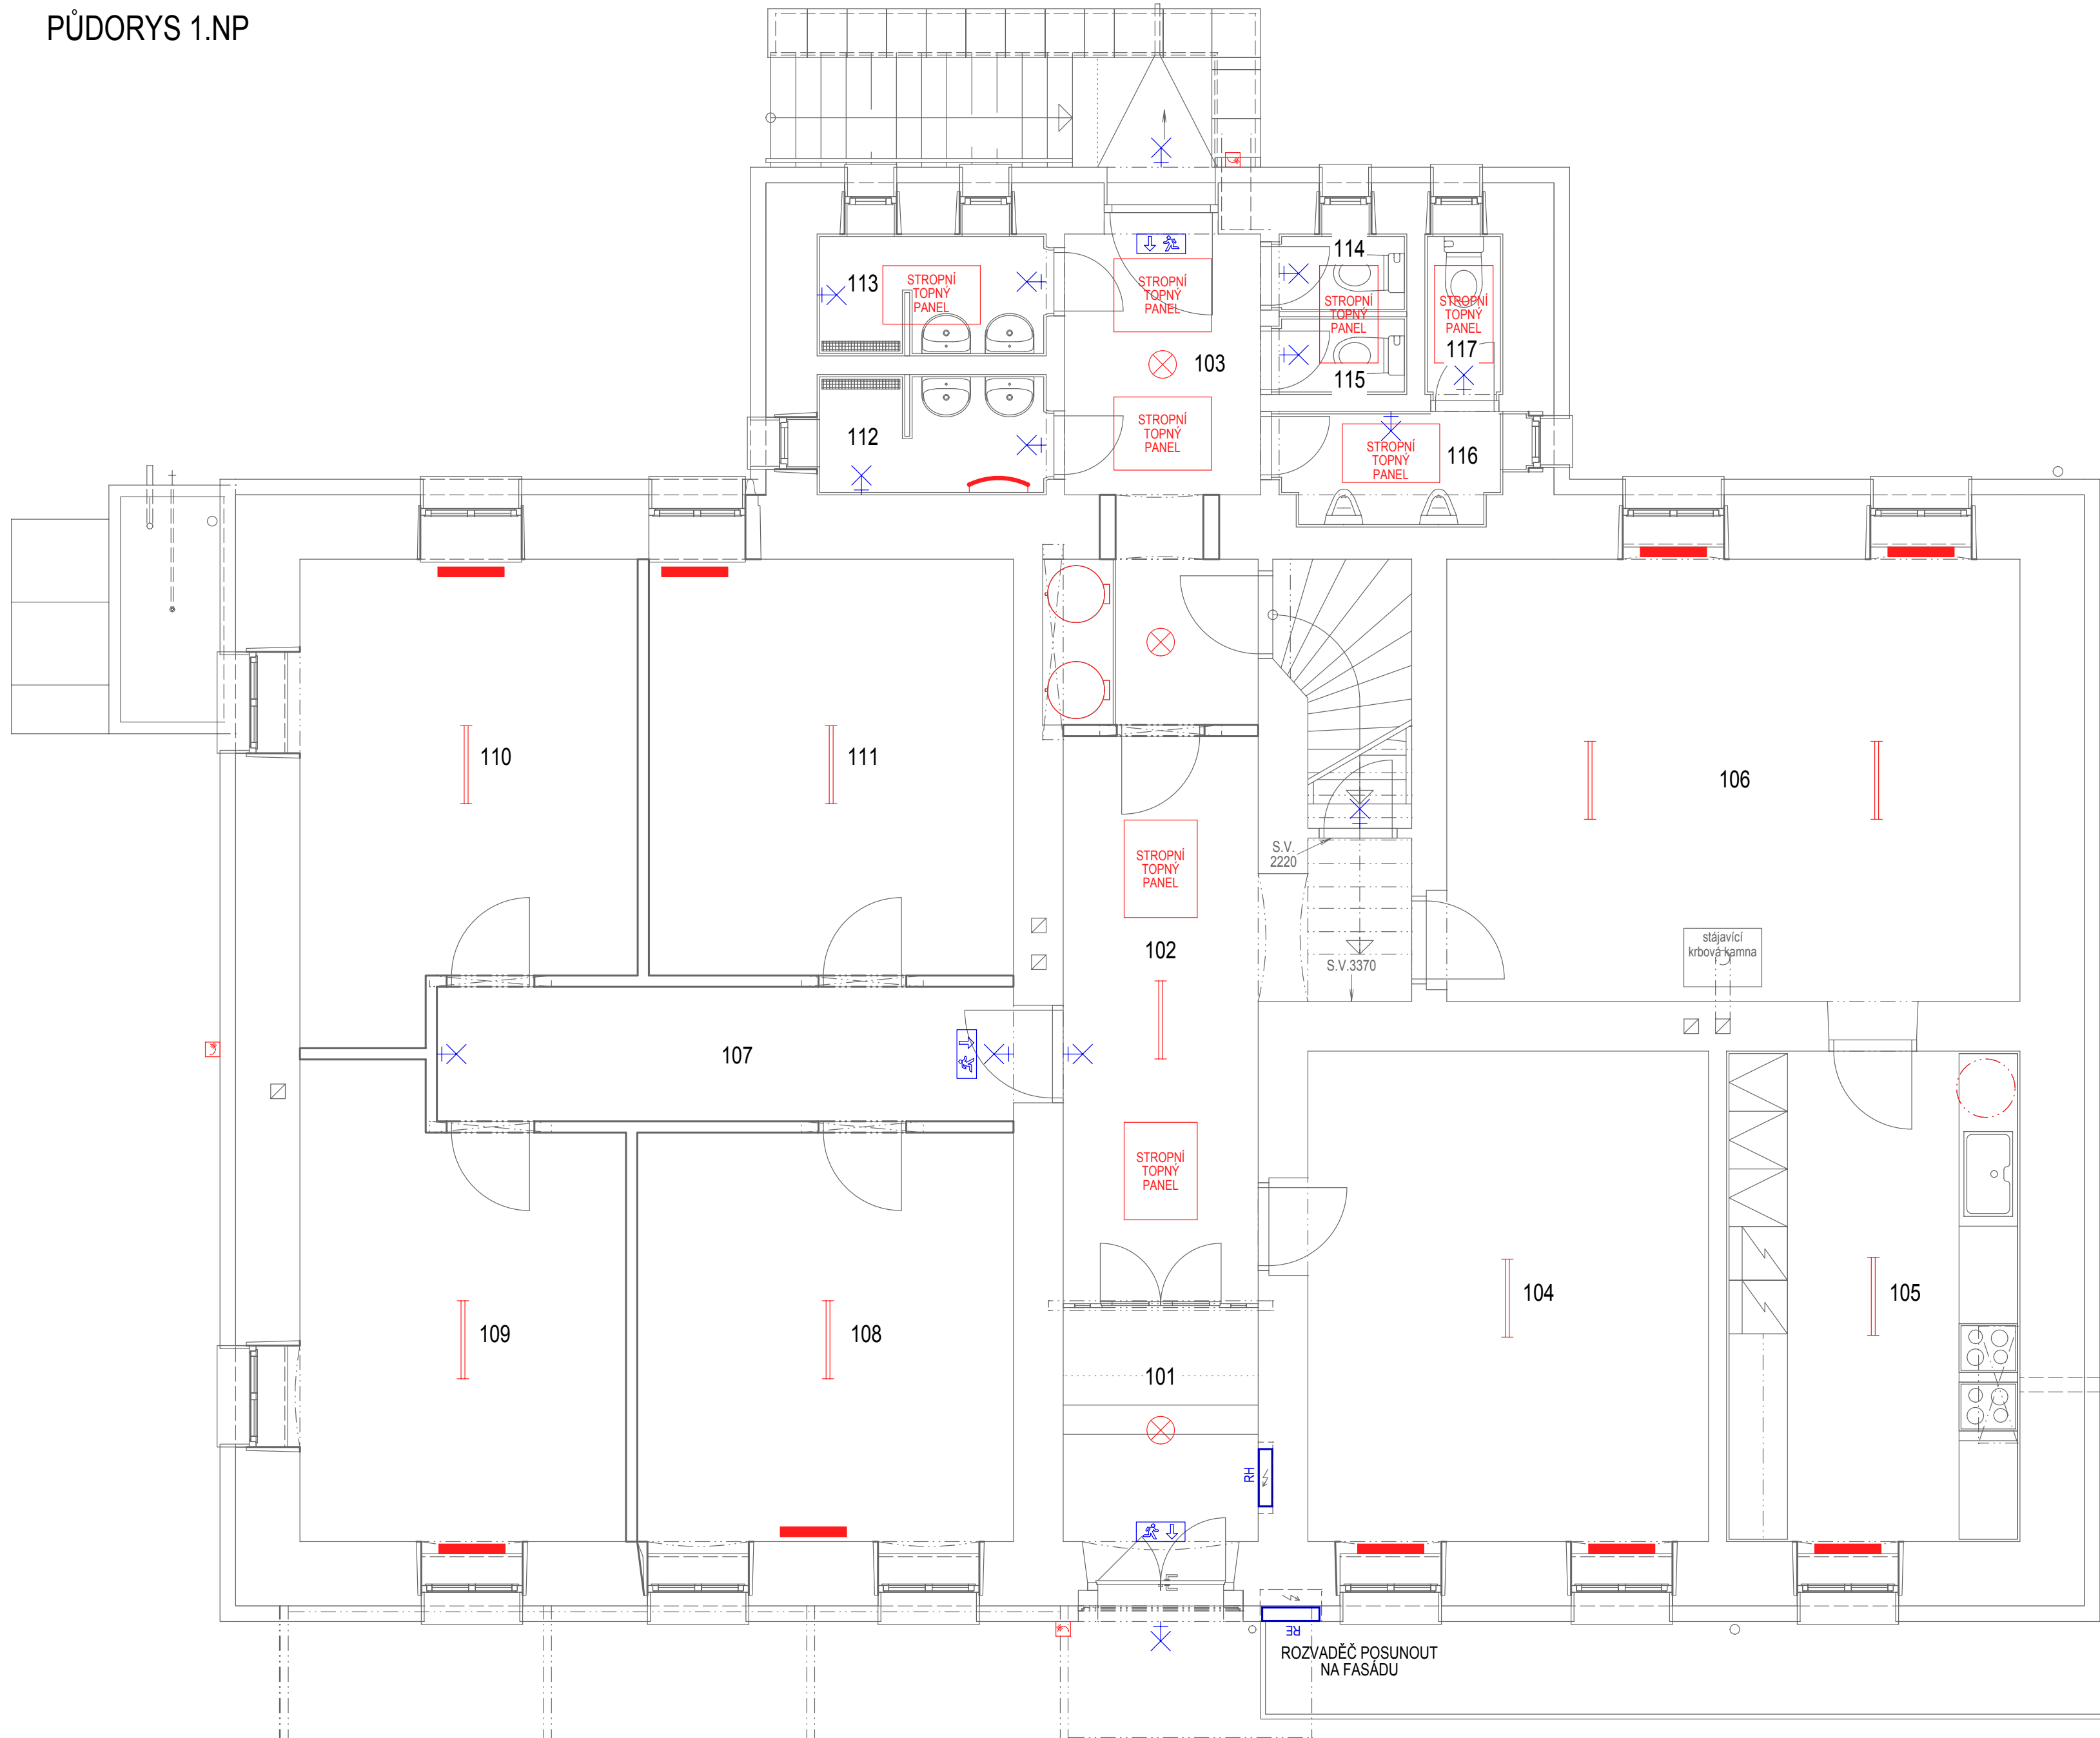 PŮDORYS 1.NP
114
113
STROPNÍ
TOPNÝ
PANEL
STROPNÍ
TOPNÝ
PANEL
STROPNÍ
TOPNÝ
PANEL
STROPNÍ
TOPNÝ
PANEL
117
103
115
112
STROPNÍ
TOPNÝ
PANEL
STROPNÍ
TOPNÝ
PANEL
116
110
111
106
S.V.
2220
STROPNÍ
TOPNÝ
PANEL
102
S.V.3370
stájavící
krbová kamna
107
STROPNÍ
TOPNÝ
PANEL
104
105
109
108
101
RH
RE
ROZVADĚČ POSUNOUT
NA FASÁDU